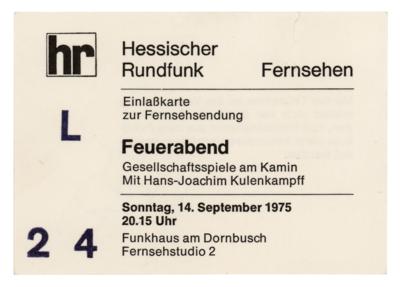 hr
Hessischer
Rundfunk Fernsehen
Einlaßkarte
zur Fernsehsendung
L
Feuerabend
Gesellschaftsspiele am Kamin
Mit Hans-Joachim Kulenkampff
Sonntag, 14. September 1975
20.15 Uhr
2 4
Funkhaus am Dornbusch
Fernsehstudio 2